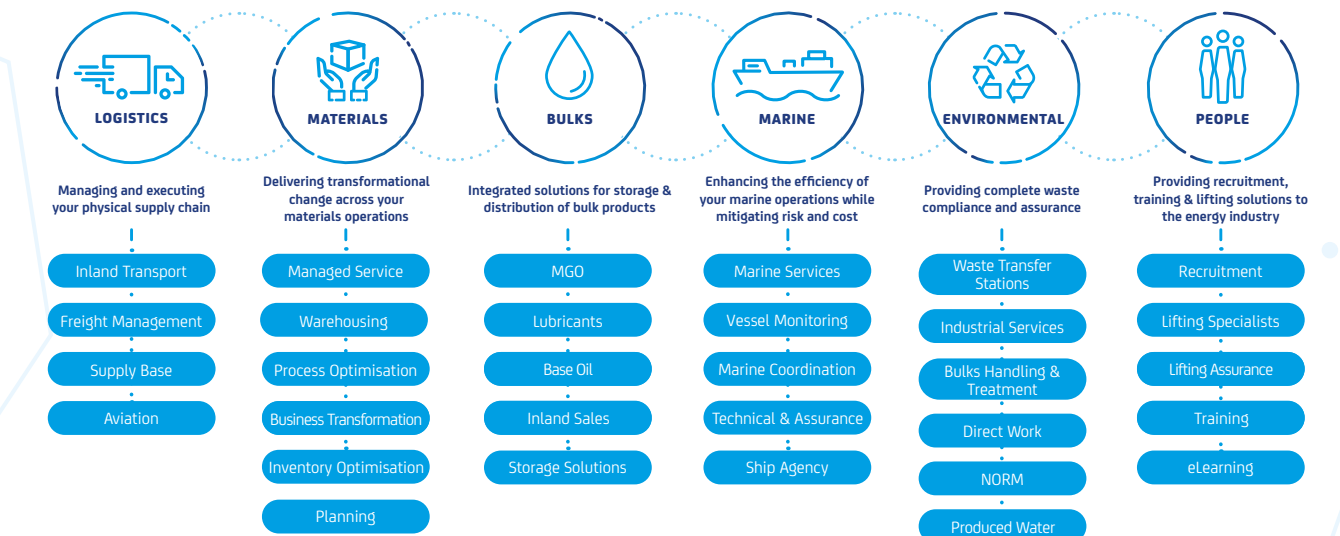 LOGISTICS
Managing and executing
your physical supply chain
Inland Transport
Freight Management
Supply Base
Aviation
MATERIALS
Delivering transformational
change across your
materials operations
Managed Service
Warehousing
Process Optimisation
Business Transformation
Inventory Optimisation
Planning
BULKS
Integrated solutions for storage &
distribution of bulk products
MGO
Lubricants
Base Oil
Inland Sales
Storage Solutions
MARINE
Enhancing the efficiency of
your marine operations while
mitigating risk and cost
Marine Services
Vessel Monitoring
Marine Coordination
Technical & Assurance
Ship Agency
ENVIRONMENTAL
Providing complete waste
compliance and assurance
Waste Transfer
Stations
Industrial Services
Bulks Handling &
Treatment
Direct Work
NORM
Produced Water
PEOPLE
Providing recruitment,
training & lifting solutions to
the energy industry
Recruitment
Lifting Specialists
Lifting Assurance
Training
eLearning